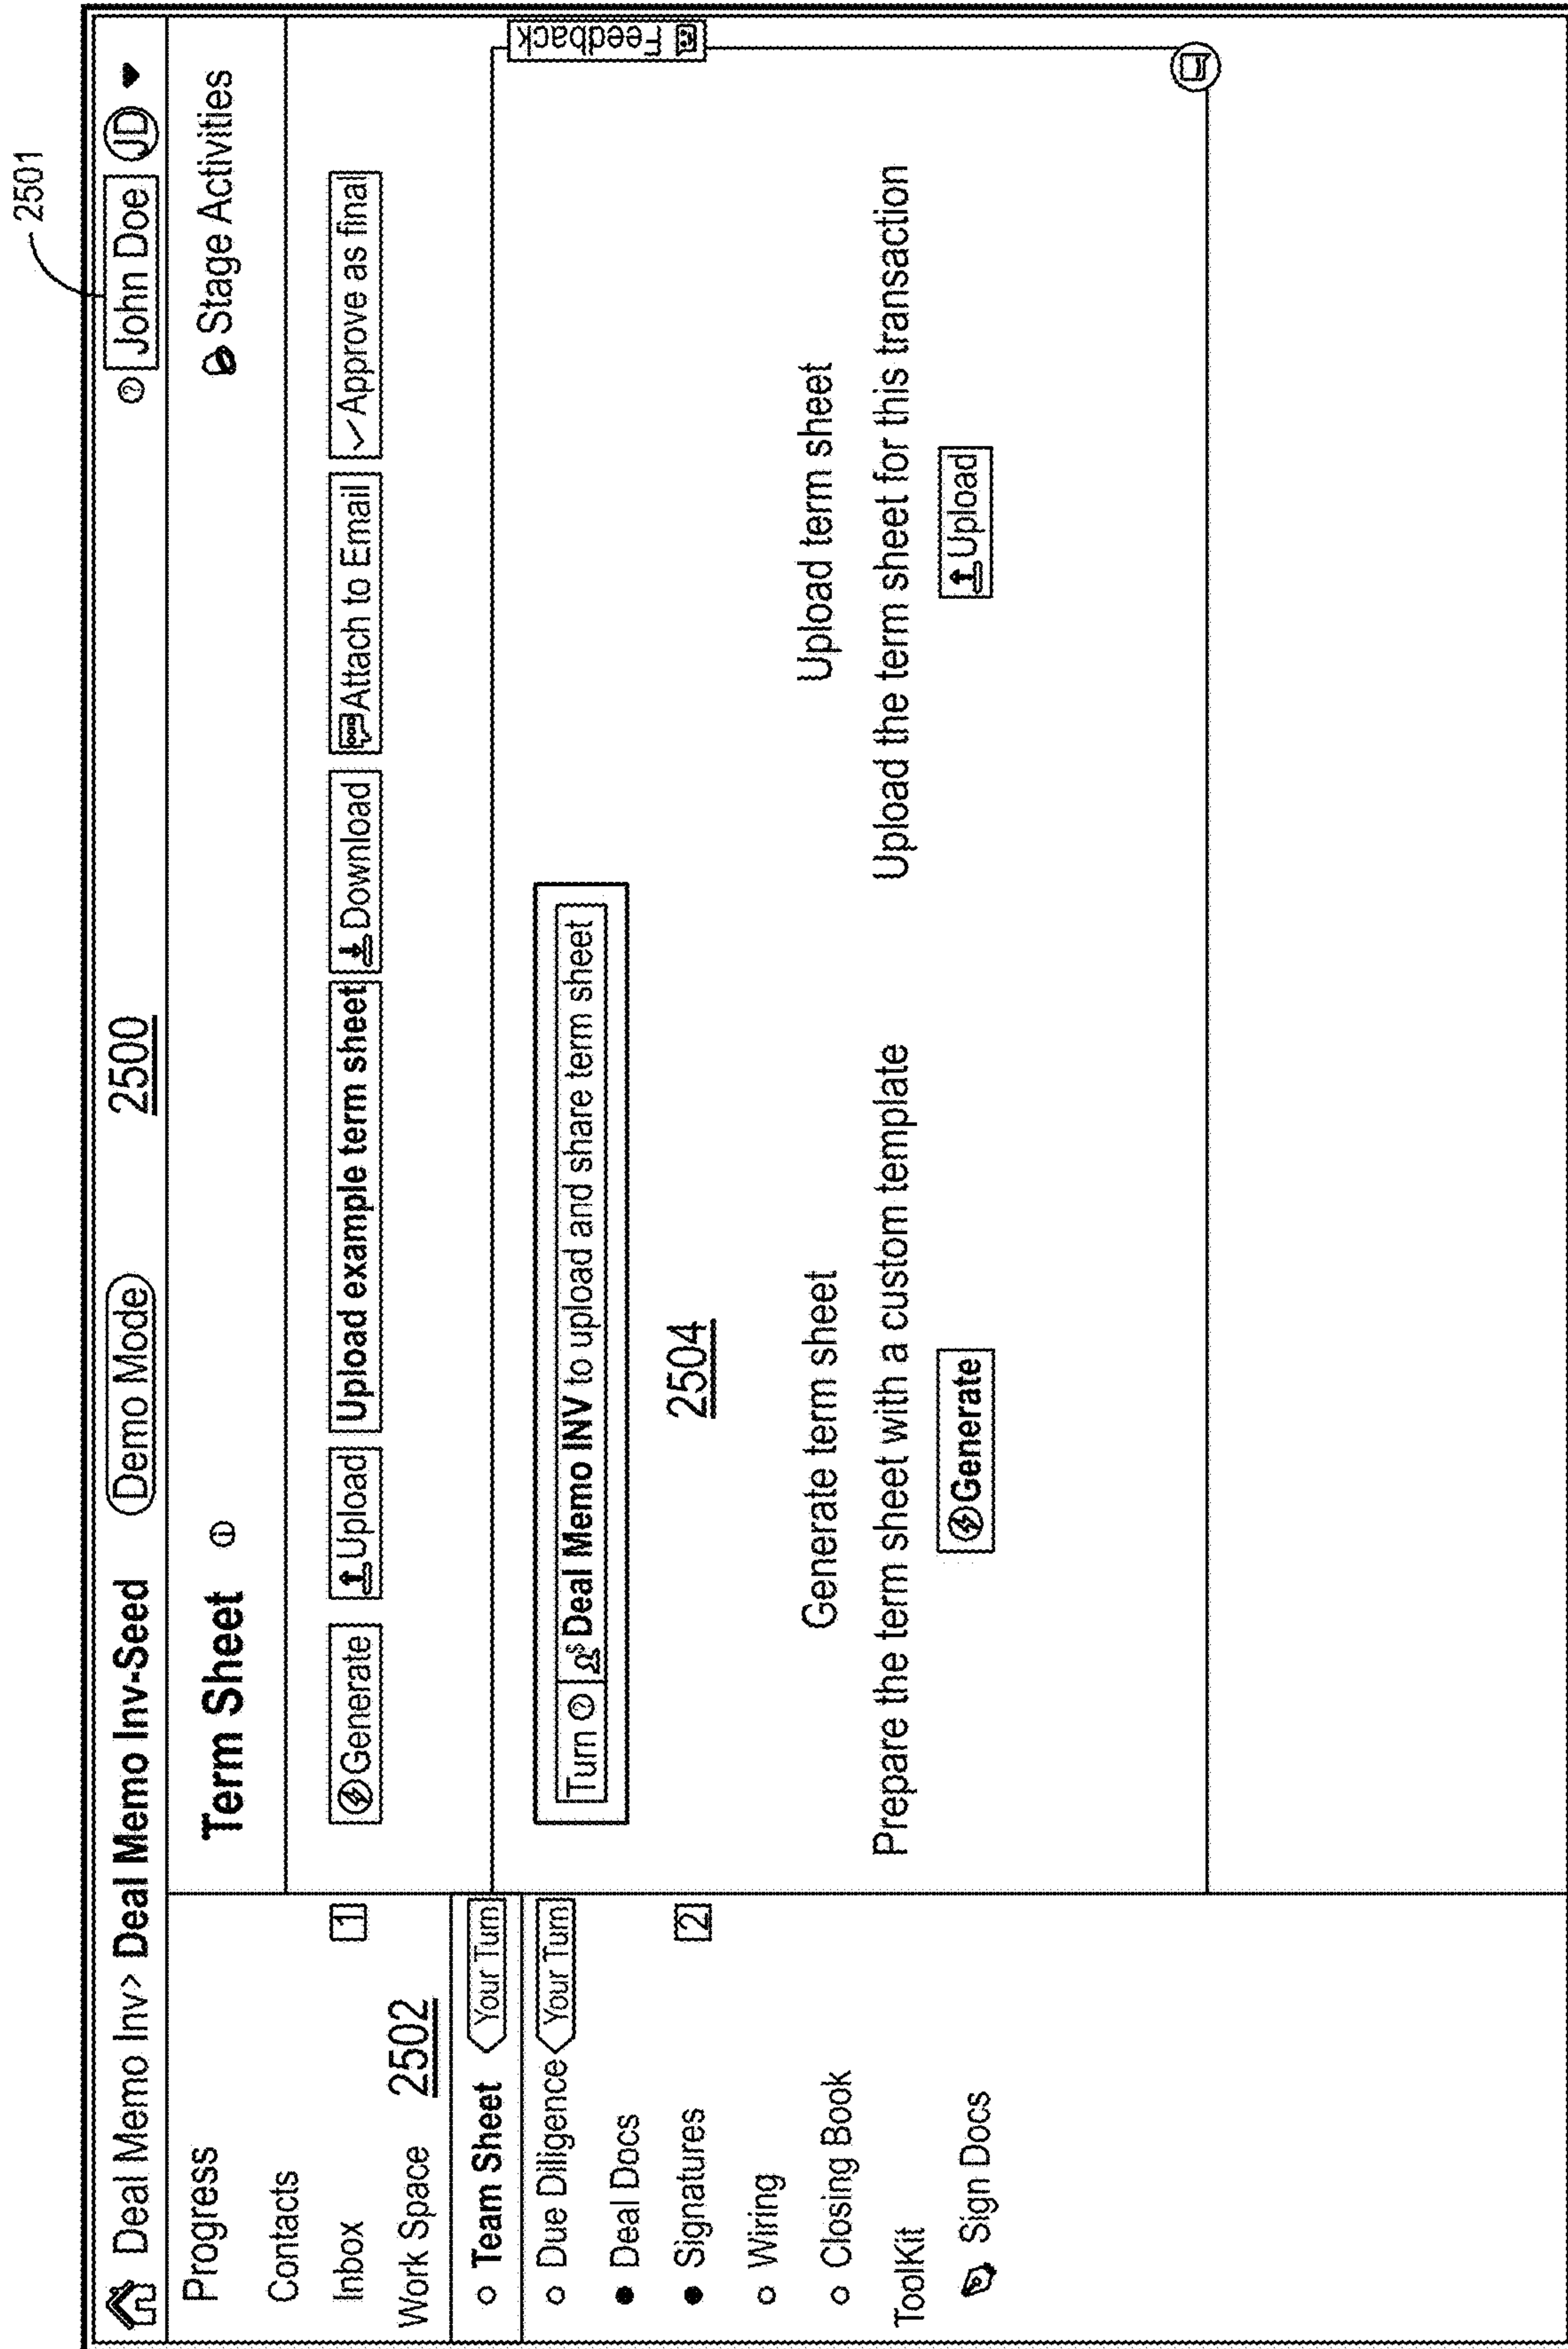 2501
Deal Memo Inv> Deal Memo Inv-Seed Demo Mode 2500 ? John Doe JD
Progress
Contacts
Inbox 1
Work Space 2502
Team Sheet Your Turn
Due Diligence Your Turn
Deal Docs
Signatures 2
Wiring
Closing Book
ToolKit
Sign Docs
Term Sheet i Stage Activities
Generate Upload Upload example term sheet Download Attach to Email Approve as final
Feedback
Turn ? $ Deal Memo INV to upload and share term sheet
2504
Generate term sheet
Prepare the term sheet with a custom template
Generate
Upload term sheet
Upload the term sheet for this transaction
Upload